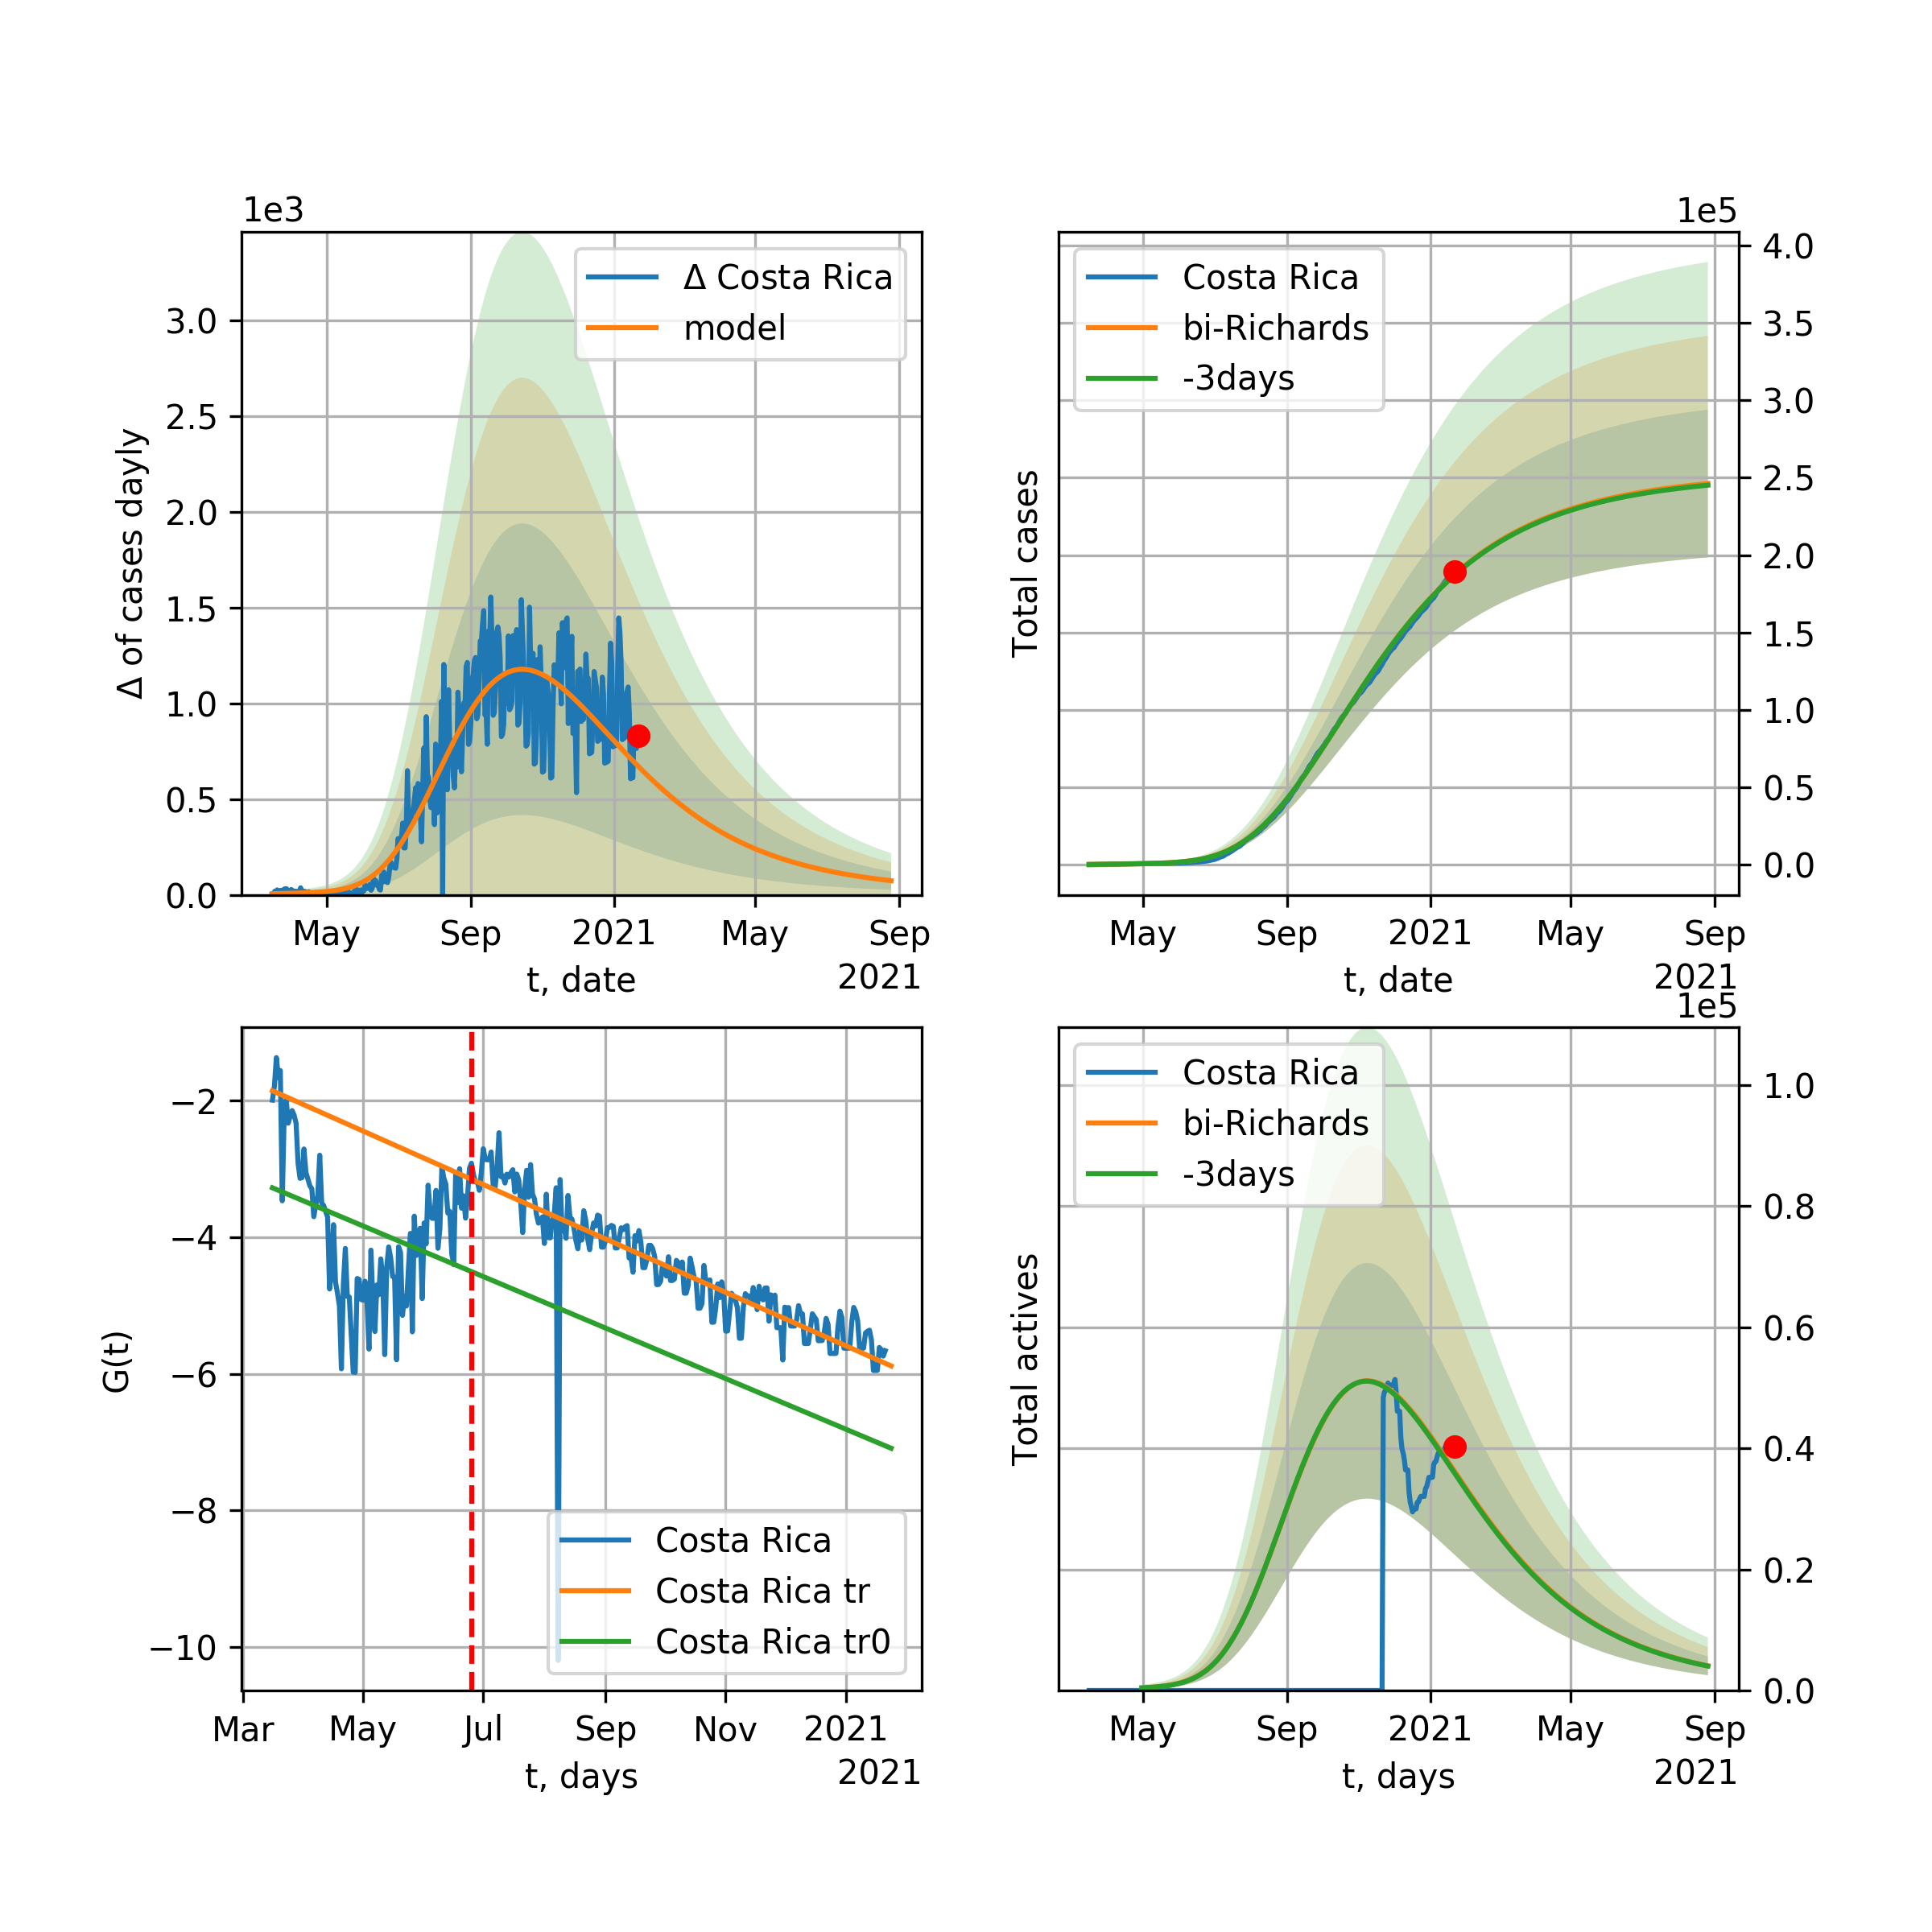 1e3
Δ of cases dayly
3.0
2.5
2.0
1.5
1.0
0.5
0.0
Δ Costa Rica
model
May Sep 2021 May Sep
t, date
2021
1e5
Total cases
Costa Rica
bi-Richards
-3days
4.0
3.5
3.0
2.5
2.0
1.5
1.0
0.5
0.0
May Sep 2021 May Sep
t, date
2021
G(t)
−2
−4
−6
−8
−10
Costa Rica
Costa Rica tr
Costa Rica tr0
Mar May Jul Sep Nov 2021
t, days
2021
1e5
Total actives
Costa Rica
bi-Richards
-3days
1.0
0.8
0.6
0.4
0.2
0.0
May Sep 2021 May Sep
t, days
2021